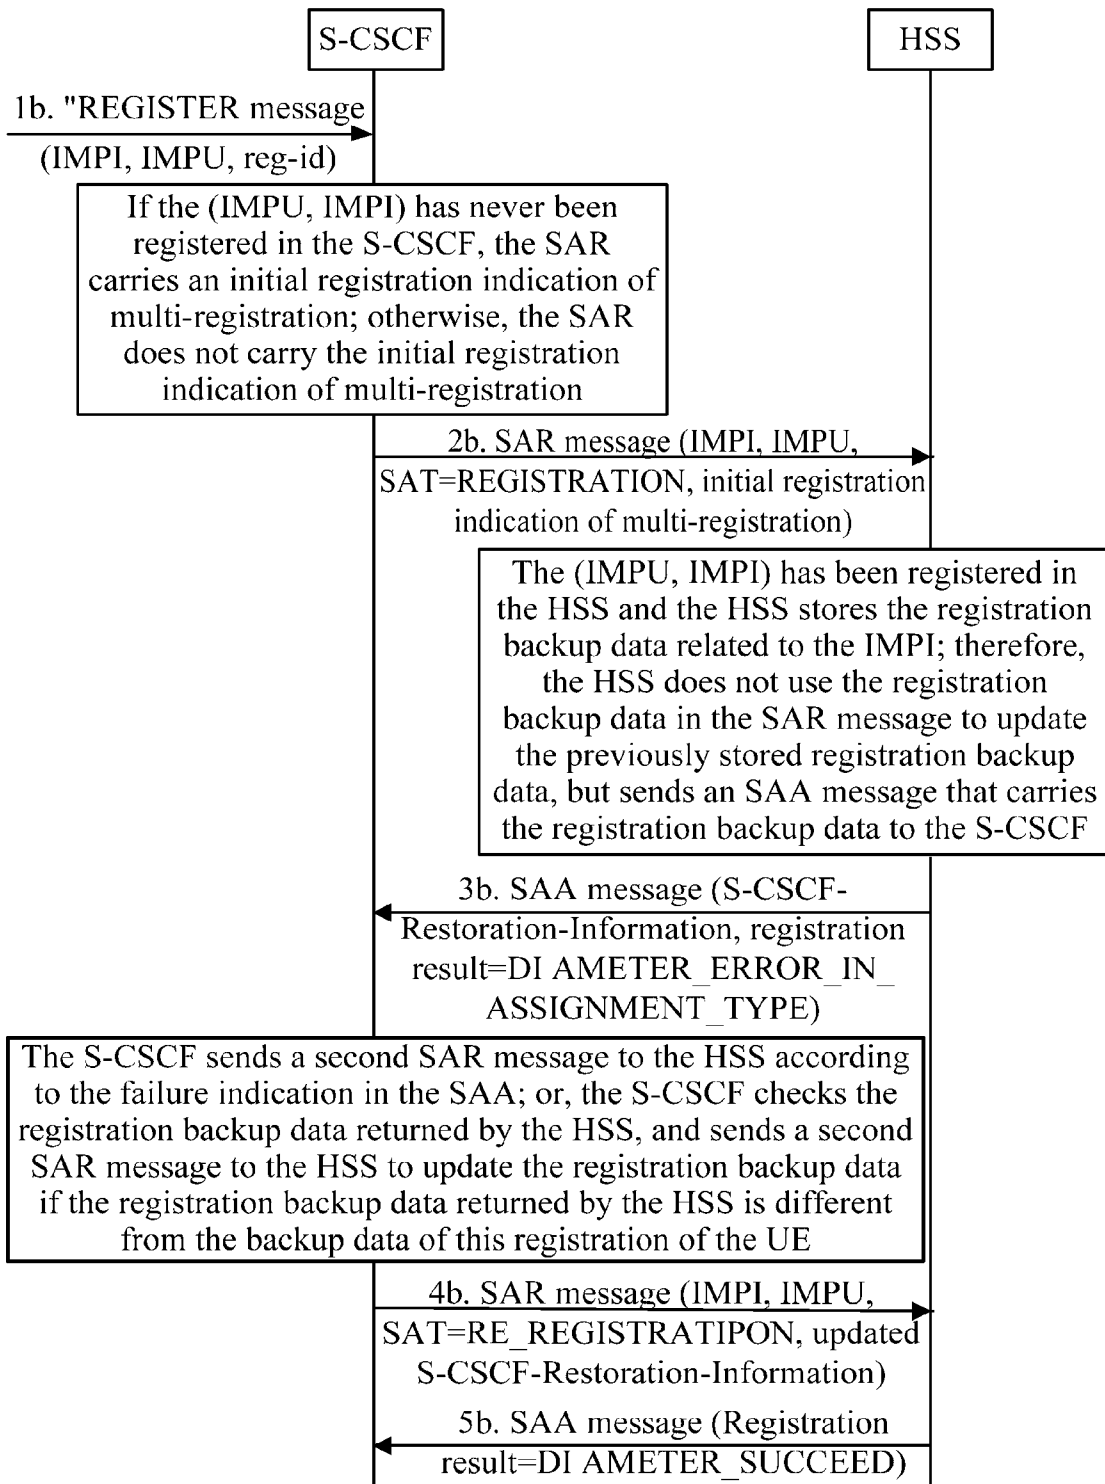 S-CSCF
HSS
1b. "REGISTER message
(IMPI, IMPU, reg-id)
If the (IMPU, IMPI) has never been
registered in the S-CSCF, the SAR
carries an initial registration indication of
multi-registration; otherwise, the SAR
does not carry the initial registration
indication of multi-registration
2b. SAR message (IMPI, IMPU,
SAT=REGISTRATION, initial registration
indication of multi-registration)
The (IMPU, IMPI) has been registered in
the HSS and the HSS stores the registration
backup data related to the IMPI; therefore,
the HSS does not use the registration
backup data in the SAR message to update
the previously stored registration backup
data, but sends an SAA message that carries
the registration backup data to the S-CSCF
3b. SAA message (S-CSCF-
Restoration-Information, registration
result=DI AMETER_ERROR_IN_
ASSIGNMENT_TYPE)
The S-CSCF sends a second SAR message to the HSS according
to the failure indication in the SAA; or, the S-CSCF checks the
registration backup data returned by the HSS, and sends a second
SAR message to the HSS to update the registration backup data
if the registration backup data returned by the HSS is different
from the backup data of this registration of the UE
4b. SAR message (IMPI, IMPU,
SAT=RE_REGISTRATIPON, updated
S-CSCF-Restoration-Information)
5b. SAA message (Registration
result=DI AMETER_SUCCEED)